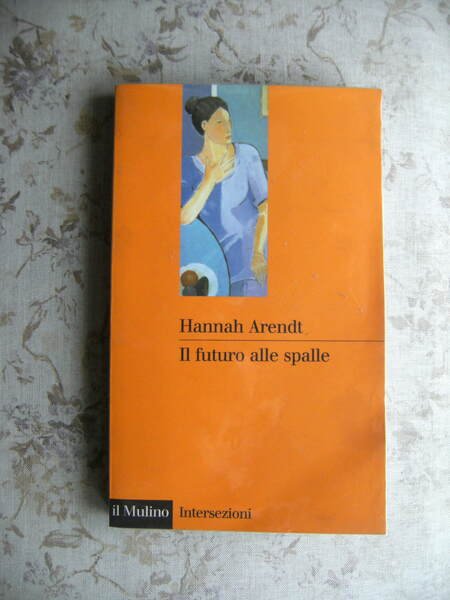 Hannah Arendt
Il futuro alle spalle
il Mulino Intersezioni